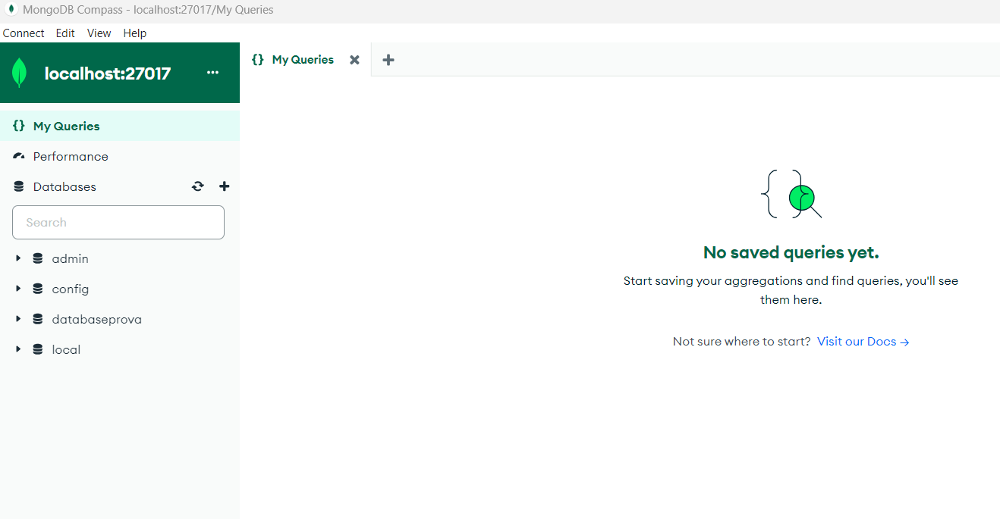 MongoDB Compass - localhost:27017/My Queries
Connect Edit View Help
localhost:27017 ...
{} My Queries
{} My Queries
Performance
Databases
Search
admin
config
databaseprova
local
No saved queries yet.
Start saving your aggregations and find queries, you'll see
them here.
Not sure where to start? Visit our Docs →